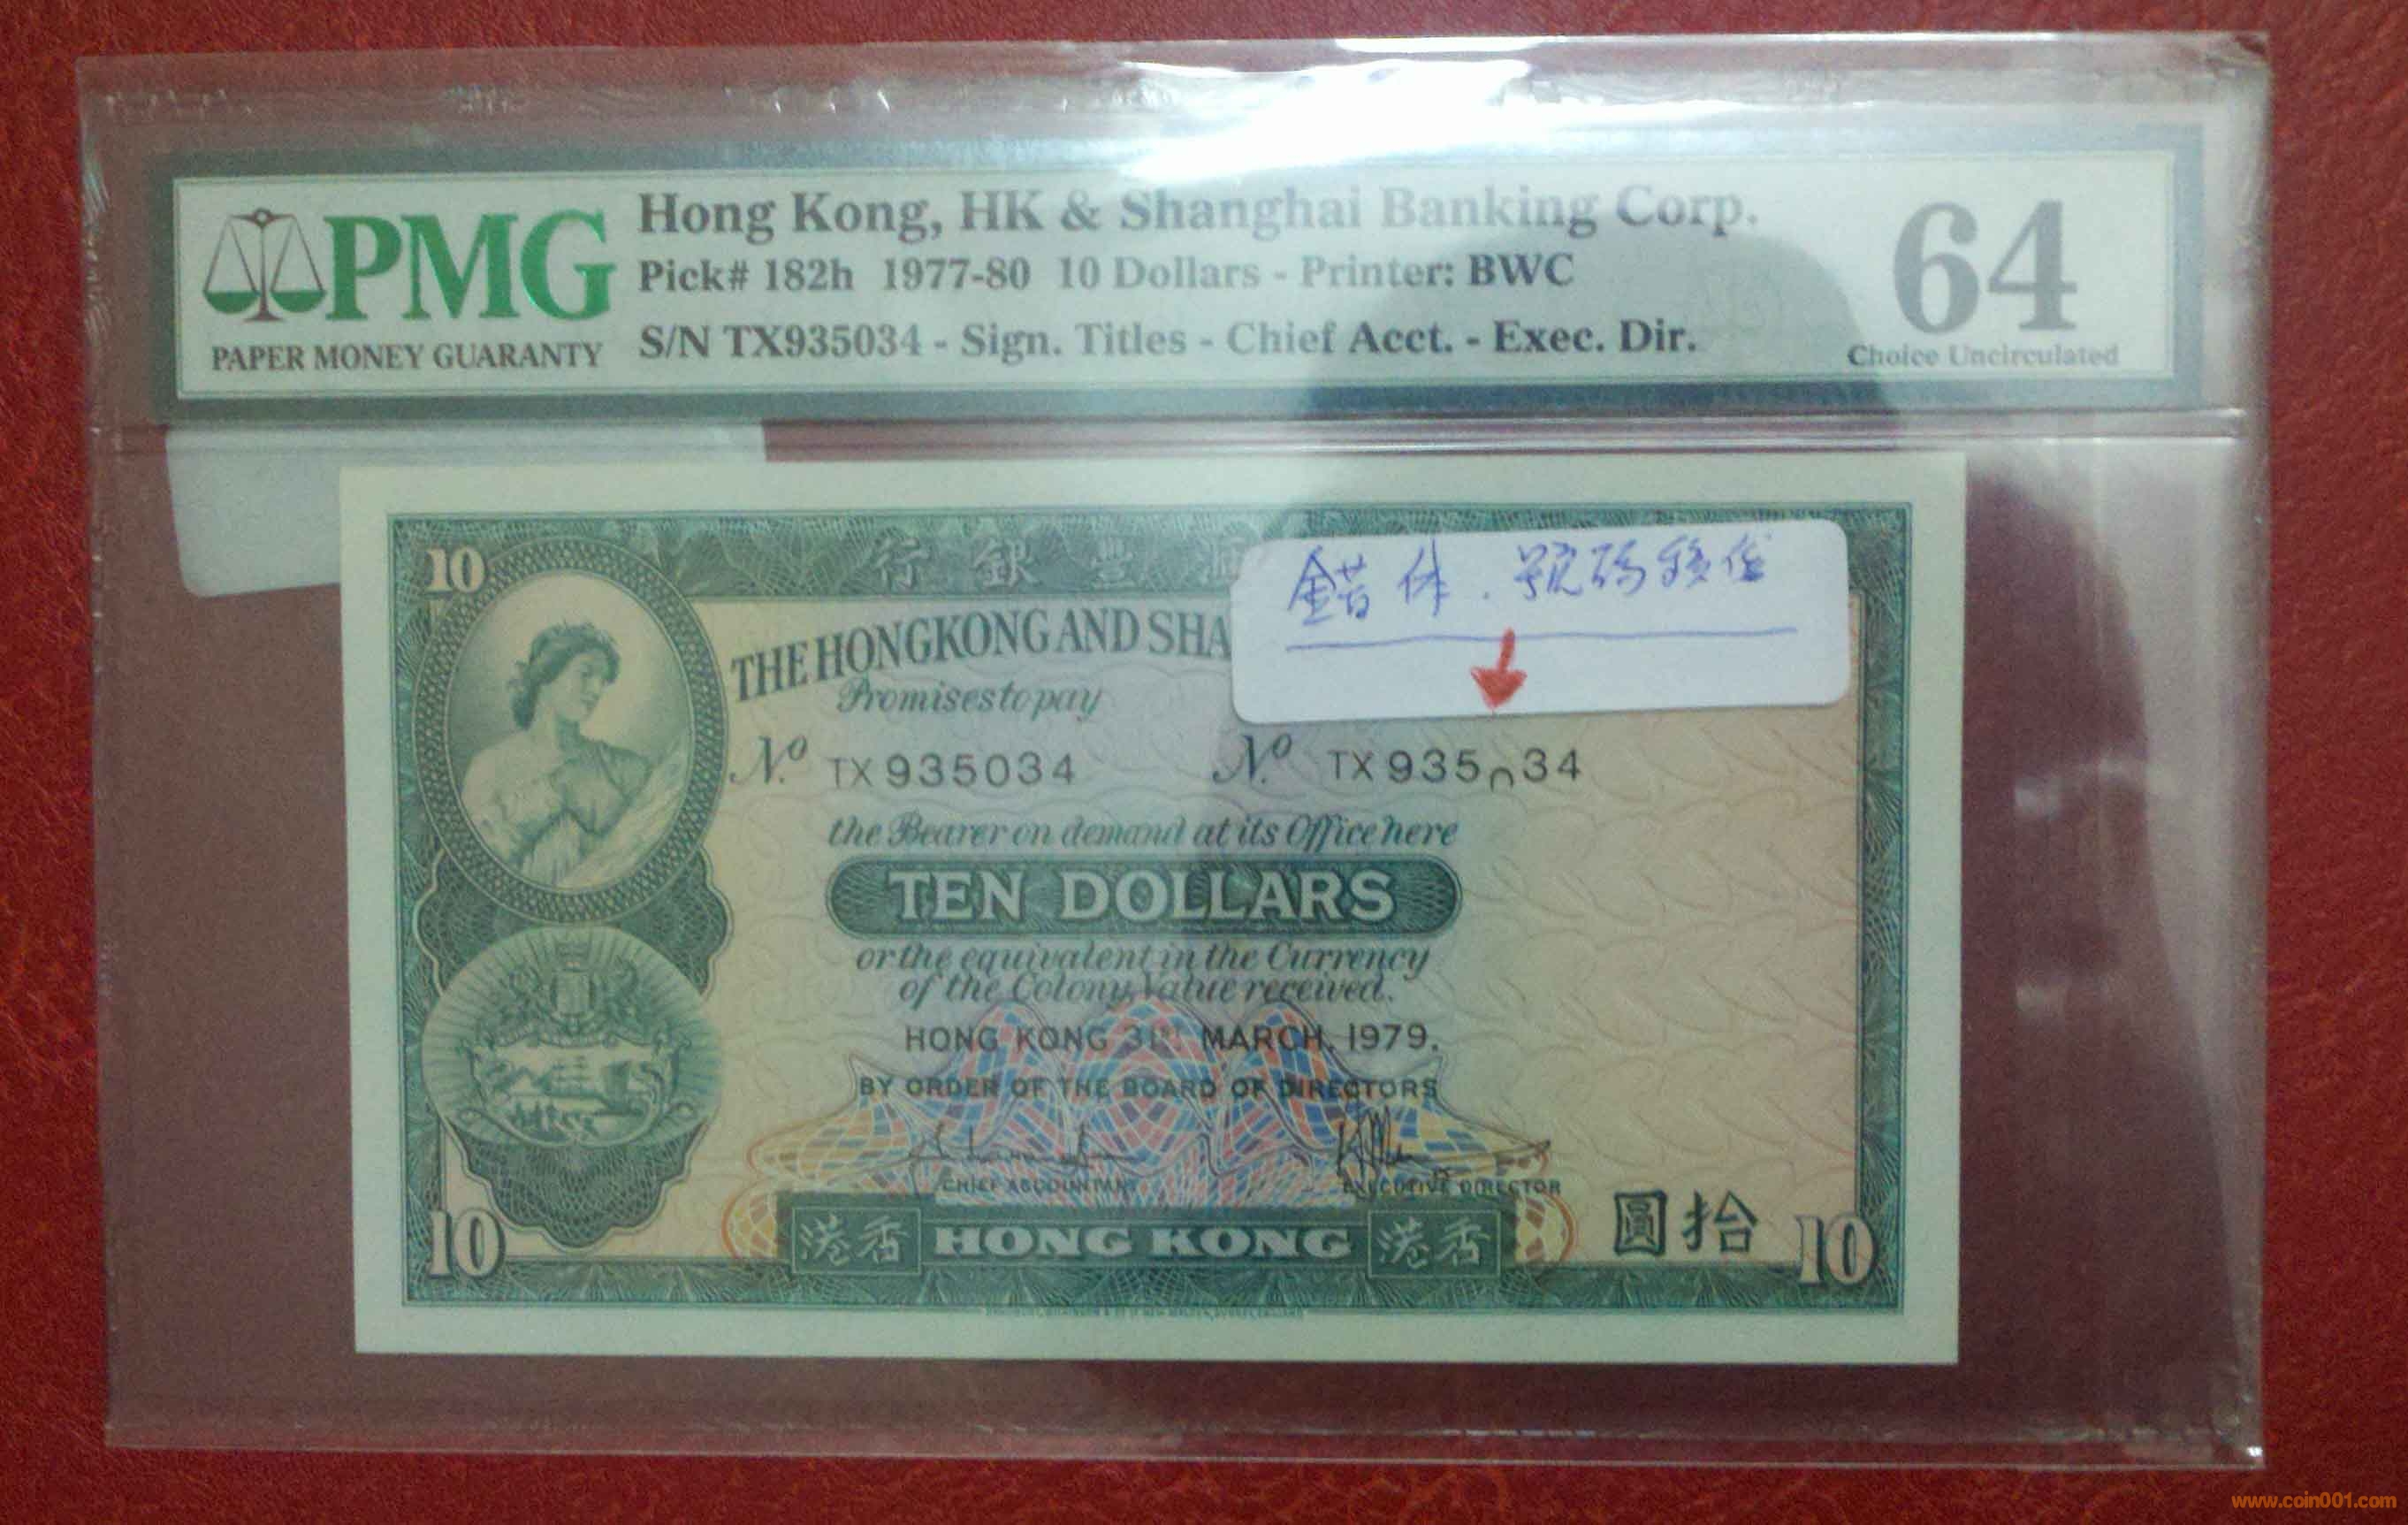 PMG
PAPER MONEY GUARANTY
Hong Kong, HK & Shanghai Banking Corp.
Pick# 182h 1977-80 10 Dollars - Printer: BWC
S/N TX935034 - Sign. Titles - Chief Acct. - Exec. Dir.
64
Choice Uncirculated
10
行銀豐滙
錯体.號碼移位
THE HONGKONG AND SHA
Promises to pay
No. TX 935034 No. TX 935034
the Bearer on demand at its Office here
TEN DOLLARS
or the equivalent in the Currency
of the Colony, Value received.
HONG KONG 31ST MARCH, 1979.
BY ORDER OF THE BOARD OF DIRECTORS
CHIEF ACCOUNTANT
EXECUTIVE DIRECTOR
10
港香 HONG KONG 港香
圓拾
10
www.coin001.com